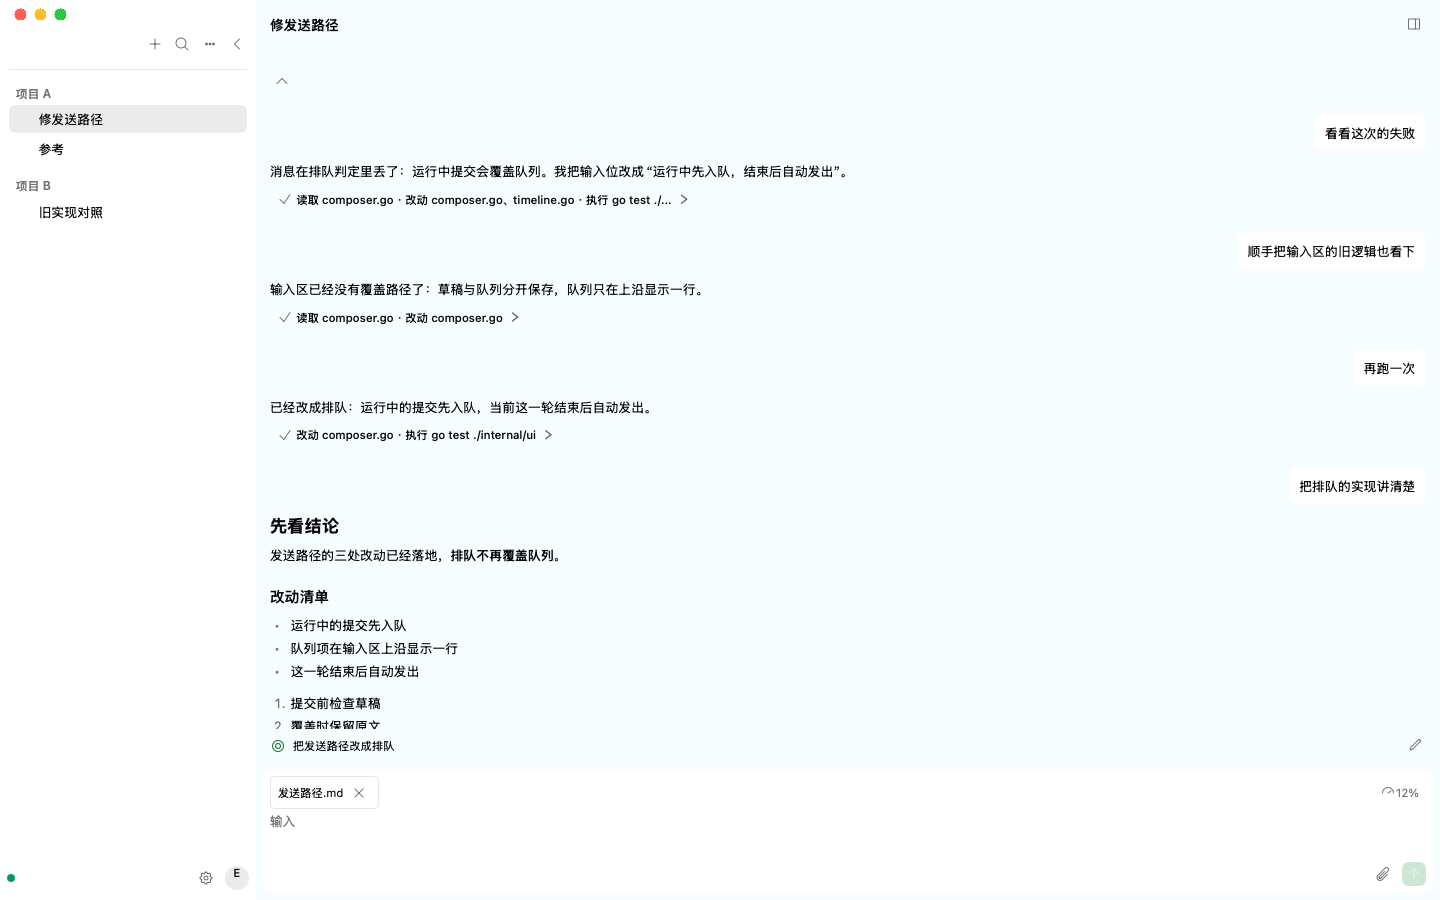 修发送路径
项目 A
修发送路径
参考
项目 B
旧实现对照
E
看看这次的失败
消息在排队判定里丢了：运行中提交会覆盖队列。我把输入位改成“运行中先入队，结束后自动发出”。
读取 composer.go · 改动 composer.go、timeline.go · 执行 go test ./...
顺手把输入区的旧逻辑也看下
输入区已经没有覆盖路径了：草稿与队列分开保存，队列只在上沿显示一行。
读取 composer.go · 改动 composer.go
再跑一次
已经改成排队：运行中的提交先入队，当前这一轮结束后自动发出。
改动 composer.go · 执行 go test ./internal/ui
把排队的实现讲清楚
先看结论
发送路径的三处改动已经落地，排队不再覆盖队列。
改动清单
• 运行中的提交先入队
• 队列项在输入区上沿显示一行
• 这一轮结束后自动发出
1. 提交前检查草稿
2. 覆盖时保留原文
把发送路径改成排队
发送路径.md
12%
输入